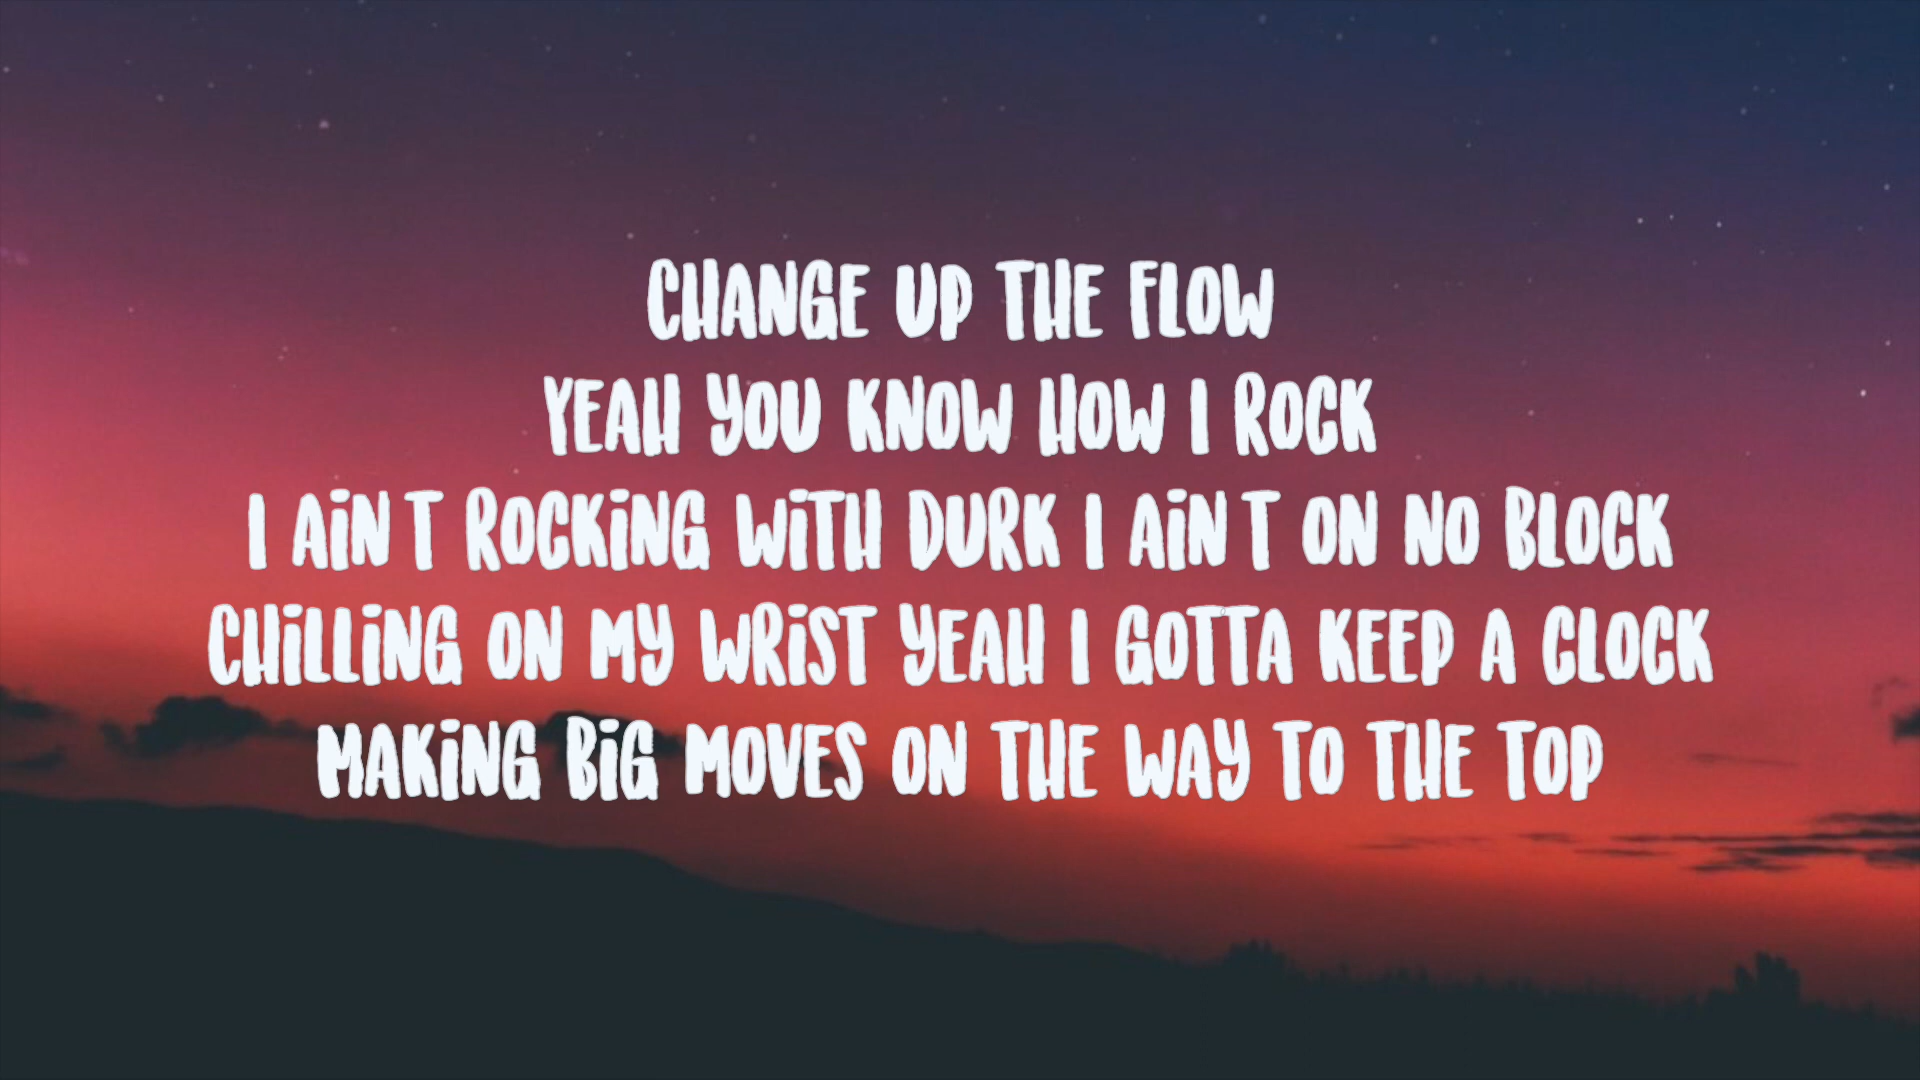 CHANGE UP THE FLOW
YEAH YOU KNOW HOW I ROCK
I AIN T ROCKING WITH DURK I AIN T ON NO BLOCK
CHILLING ON MY WRIST YEAH I GOTTA KEEP A CLOCK
MAKING BIG MOVES ON THE WAY TO THE TOP